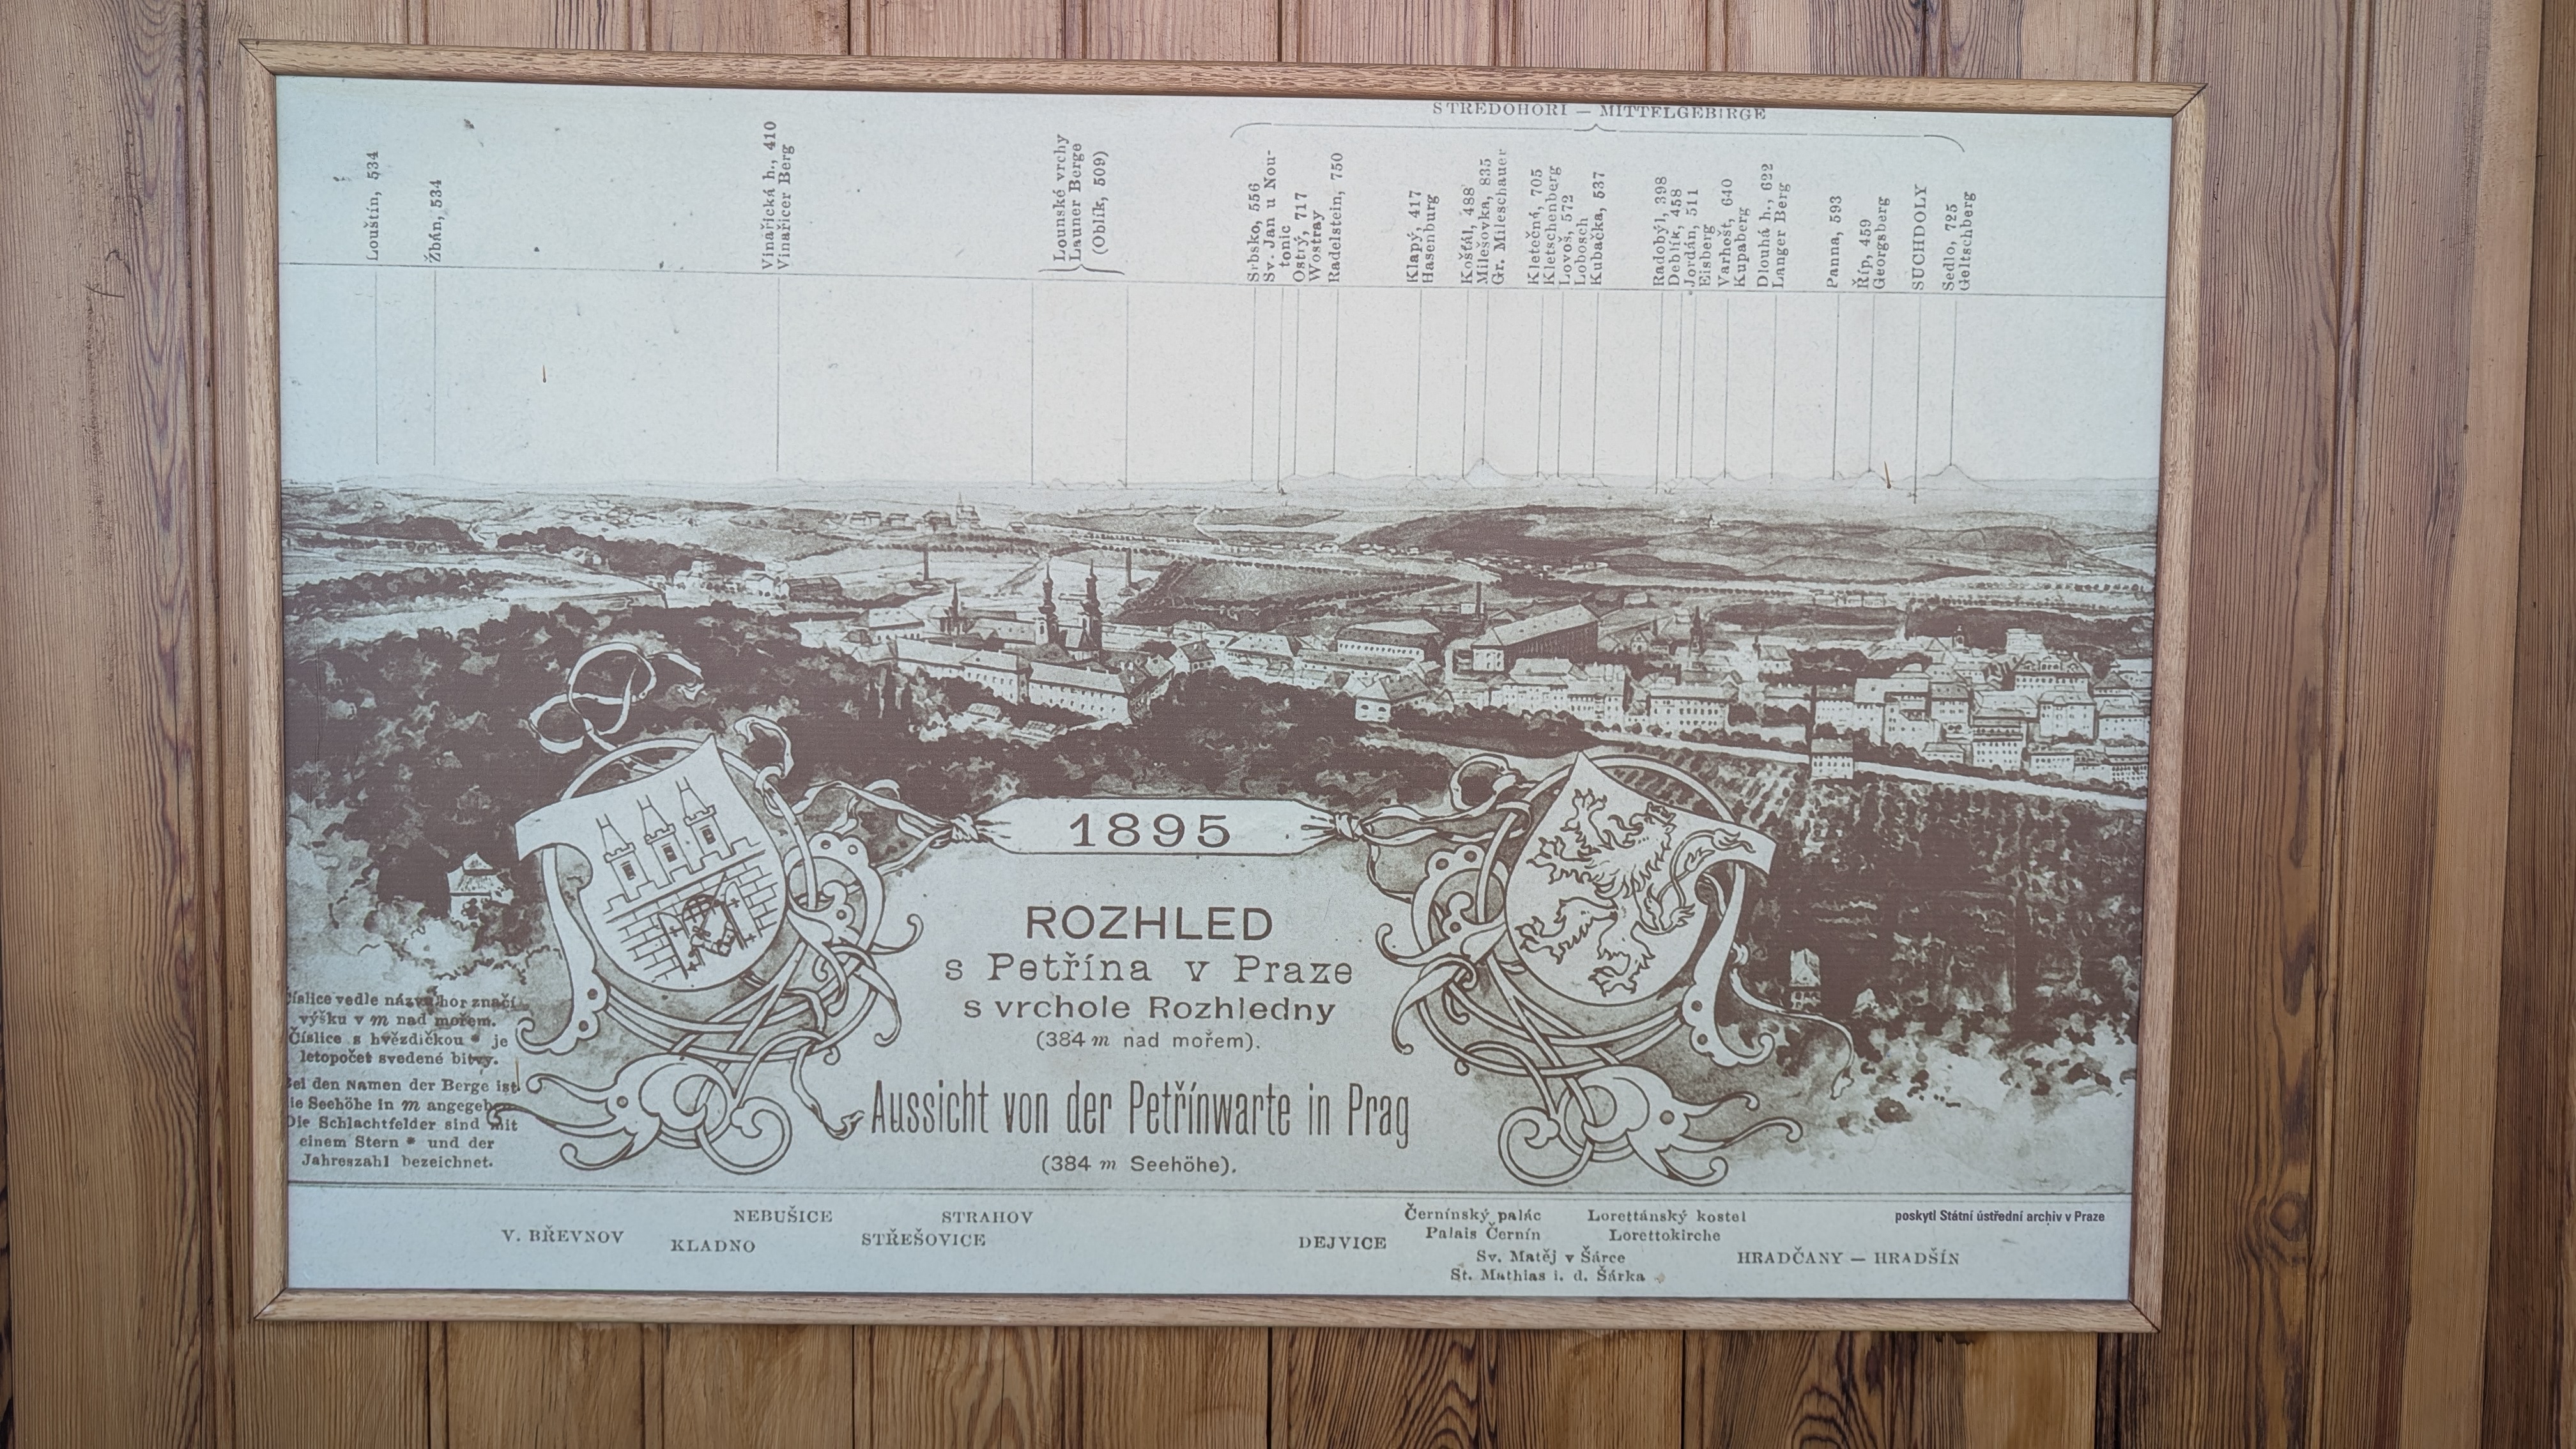 STŘEDOHOŘÍ — MITTELGEBIRGE
Louštín, 534
Žbán, 534
Vinařická h., 410
Vinařicer Berg
Lounské vrchy
Launer Berge
(Oblík, 509)
Srbsko, 556
Sv. Jan u Nou-
tonic
Ostrý, 717
Wostray
Radelstein, 750
Klapý, 417
Hasenburg
Košťál, 488
Milešovka, 835
Gr. Mileschauer
Kletečná, 705
Kletschenberg
Lovoš, 572
Lobosch
Kubačka, 537
Radobýl, 398
Deblík, 458
Jordán, 511
Eisberg
Varhošt, 640
Kupaberg
Dlouhá h., 622
Langer Berg
Panna, 593
Říp, 459
Georgsberg
SUCHDOLY
Sedlo, 725
Geltschberg
1895
ROZHLED
s Petřína v Praze
s vrchole Rozhledny
(384 m nad mořem).
Aussicht von der Petřínwarte in Prag
(384 m Seehöhe).
Číslice vedle názvů hor značí
výšku v m nad mořem.
Číslice s hvězdičkou * je
letopočet svedené bitvy.
Bei den Namen der Berge ist
die Seehöhe in m angegeben
Die Schlachtfelder sind mit
einem Stern * und der
Jahreszahl bezeichnet.
V. BŘEVNOV
KLADNO
NEBUŠICE
STŘEŠOVICE
STRAHOV
DEJVICE
Černínský palác
Palais Černín
Sv. Matěj v Šárce
St. Mathias i. d. Šárka
Lorettánský kostel
Lorettokirche
HRADČANY — HRADŠÍN
poskytl Státní ústřední archiv v Praze